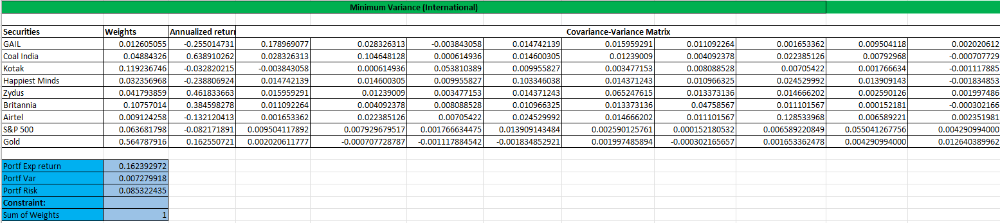 Minimum Variance (International)
Securities Weights Annualized return Covariance-Variance Matrix
GAIL 0.012605055 -0.255014731 0.178969077 0.028326313 -0.003843058 0.014742139 0.015959291 0.011092264 0.001653362 0.009504118 0.002020612
Coal India 0.04884326 0.638910262 0.028326313 0.104648128 0.000614936 0.014600305 0.01239009 0.004092378 0.022385126 0.00792968 -0.000707729
Kotak 0.119236746 -0.032820215 -0.003843058 0.000614936 0.053810389 0.009955827 0.003477153 0.008088528 0.00705422 0.001766634 -0.001117885
Happiest Minds 0.032356968 -0.238806924 0.014742139 0.014600305 0.009955827 0.103346038 0.014371243 0.010966325 0.024529992 0.013909143 -0.001834853
Zydus 0.041793859 0.461833663 0.015959291 0.01239009 0.003477153 0.014371243 0.065247615 0.013373136 0.014666202 0.002590126 0.001997486
Britannia 0.10757014 0.384598278 0.011092264 0.004092378 0.008088528 0.010966325 0.013373136 0.04758567 0.011101567 0.000152181 -0.000302166
Airtel 0.009124258 -0.132120413 0.001653362 0.022385126 0.00705422 0.024529992 0.014666202 0.011101567 0.128533968 0.006589221 0.002351981
S&P 500 0.063681798 -0.082171891 0.009504117892 0.007929679517 0.001766634475 0.013909143484 0.002590125761 0.000152180532 0.006589220849 0.055041267756 0.004290994000
Gold 0.564787916 0.162550721 0.002020611777 -0.000707728787 -0.001117884542 -0.001834852921 0.001997485894 -0.000302165657 0.001653362478 0.004290994000 0.012640389962
Portf Exp return 0.162392972
Portf Var 0.007279918
Portf Risk 0.085322435
Constraint:
Sum of Weights 1